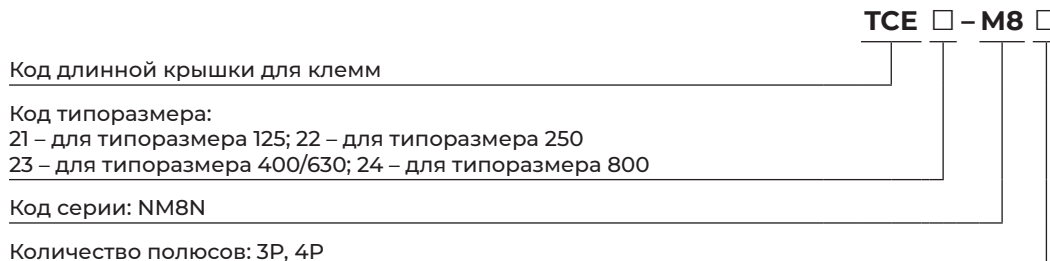 TCE □ – M8 □
Код длинной крышки для клемм
Код типоразмера:
21 – для типоразмера 125; 22 – для типоразмера 250
23 – для типоразмера 400/630; 24 – для типоразмера 800
Код серии: NM8N
Количество полюсов: 3P, 4P